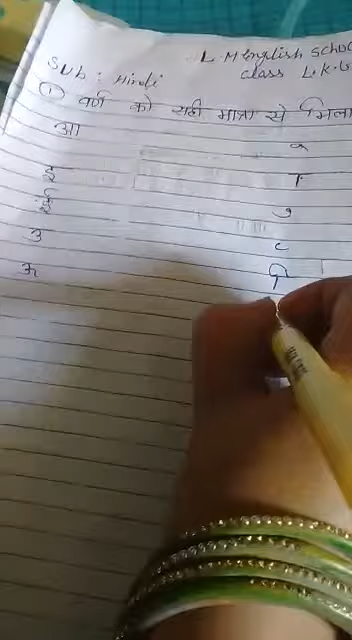 L.M English School
Sub : Hindi
Class L.K.G
① वर्ण को सही मात्रा से मिला
आ
इ ा
ई ु
उ
ऊ ि